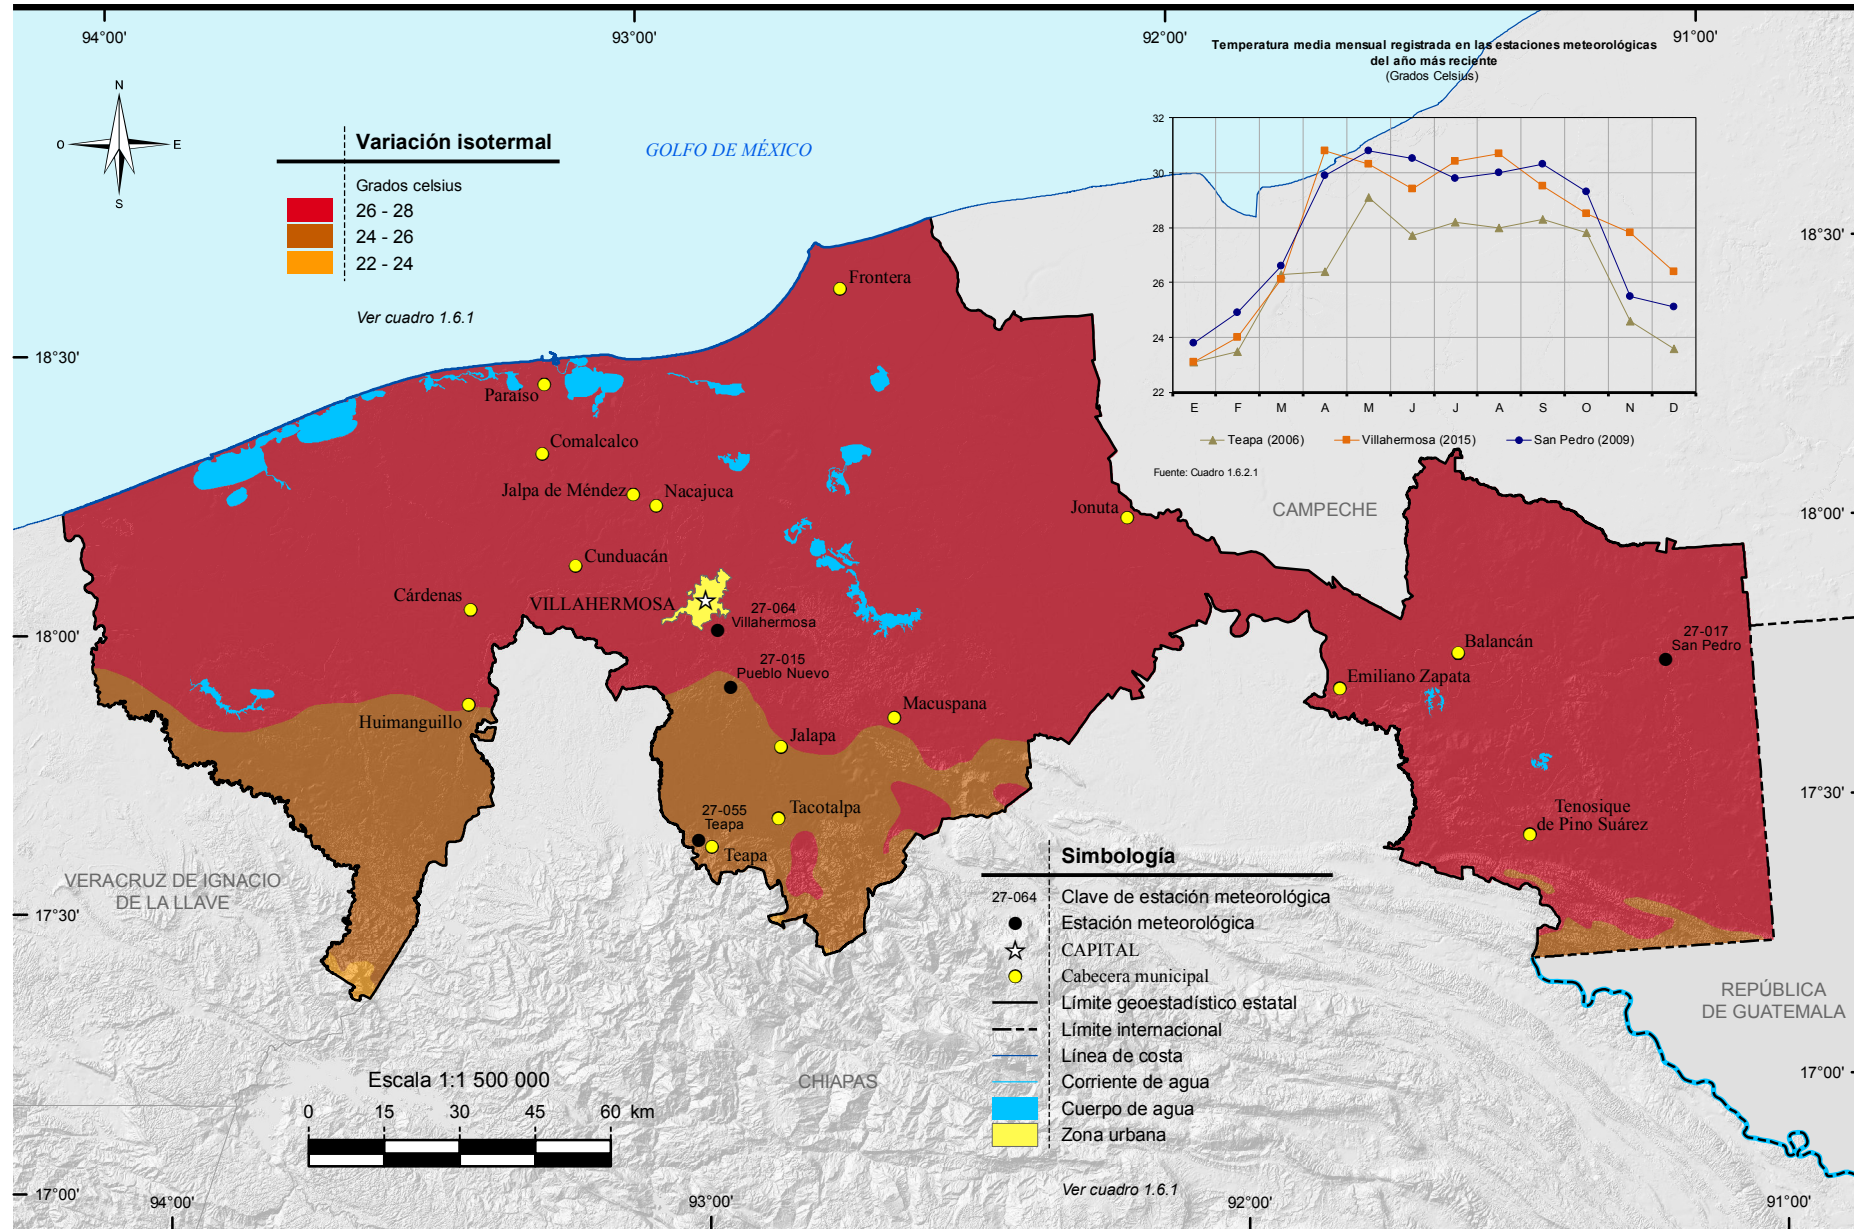 94°00'
93°00'
92°00'
91°00'
Temperatura media mensual registrada en las estaciones meteorológicas
del año más reciente
(Grados Celsius)
N
O
E
S
Variación isotermal
Grados celsius
26 - 28
24 - 26
22 - 24
Ver cuadro 1.6.1
GOLFO DE MÉXICO
32
30
28
26
24
22
E F M A M J J A S O N D
Teapa (2006) Villahermosa (2015) San Pedro (2009)
Fuente: Cuadro 1.6.2.1
18°30'
18°30'
18°00'
18°00'
17°30'
17°30'
17°00'
17°00'
Frontera
Paraíso
Comalcalco
Jalpa de Méndez
Nacajuca
Jonuta
CAMPECHE
Cunduacán
Cárdenas
VILLAHERMOSA
27-064
Villahermosa
27-015
Pueblo Nuevo
Balancán
27-017
San Pedro
Emiliano Zapata
Macuspana
Huimanguillo
Jalapa
Tacotalpa
27-055
Teapa
Teapa
Tenosique
de Pino Suárez
VERACRUZ DE IGNACIO
DE LA LLAVE
CHIAPAS
REPÚBLICA
DE GUATEMALA
Simbología
27-064 Clave de estación meteorológica
Estación meteorológica
CAPITAL
Cabecera municipal
Límite geoestadístico estatal
Límite internacional
Línea de costa
Corriente de agua
Cuerpo de agua
Zona urbana
Ver cuadro 1.6.1
Escala 1:1 500 000
0 15 30 45 60 km
94°00'
93°00'
92°00'
91°00'